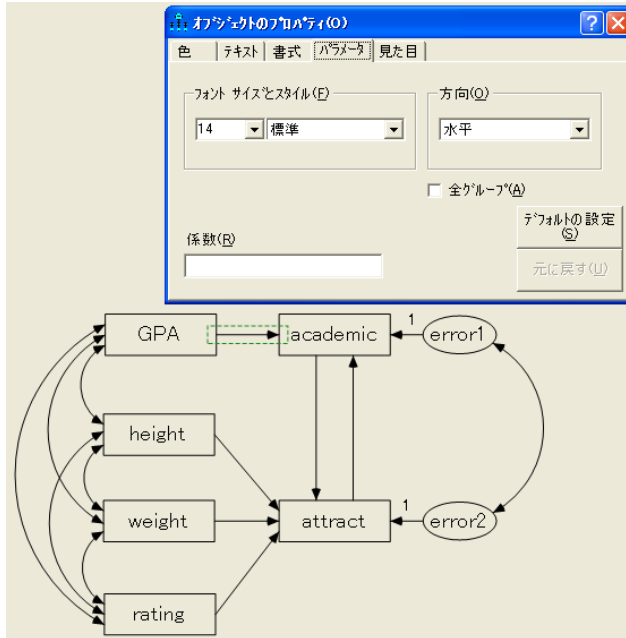 オブジェクトのプロパティ(O)
色 テキスト 書式 パラメータ 見た目
フォント サイズとスタイル(F) 方向(O)
14 標準 水平
全グループ(A)
係数(R)
デフォルトの設定
(S)
元に戻す(U)
GPA academic 1 error1
height
weight attract 1 error2
rating